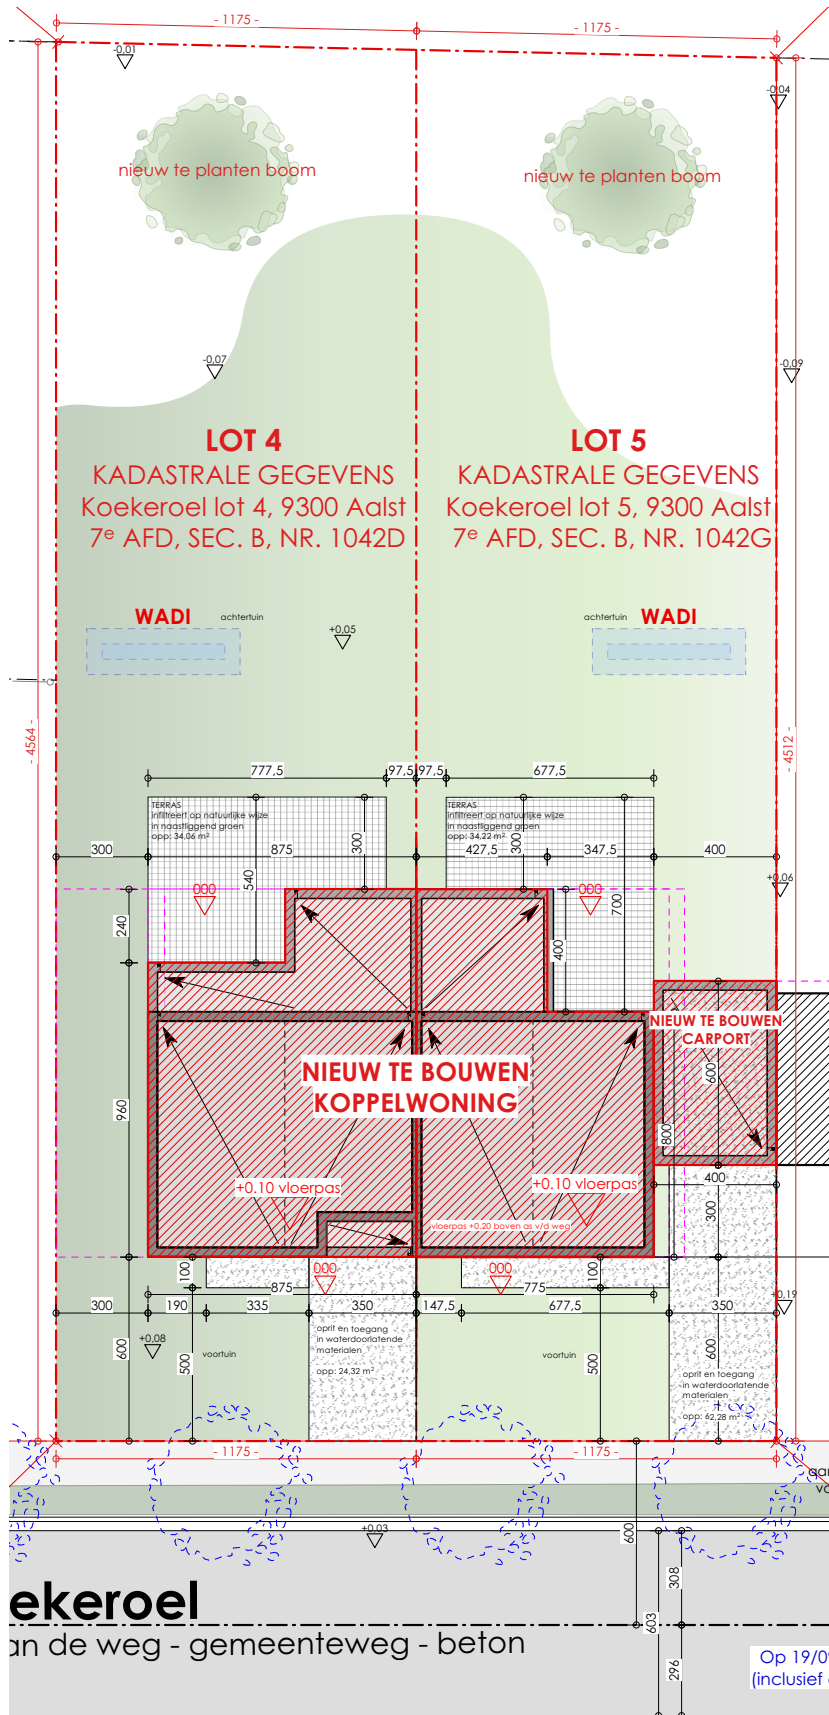 - 1175 -
- 1175 -
-0,01
-0,04
nieuw te planten boom
nieuw te planten boom
-0,07
-0,09
LOT 4
KADASTRALE GEGEVENS
Koekeroel lot 4, 9300 Aalst
7e AFD, SEC. B, NR. 1042D
LOT 5
KADASTRALE GEGEVENS
Koekeroel lot 5, 9300 Aalst
7e AFD, SEC. B, NR. 1042G
WADI
achtertuin
+0,05
achtertuin
WADI
- 4564 -
- 4512 -
777,5
97,5
97,5
677,5
TERRAS
infiltreert op natuurlijke wijze
in naastliggend groen
opp: 34,06 m²
TERRAS
infiltreert op natuurlijke wijze
in naastliggend groen
opp: 34,22 m²
300
300
300
875
427,5
347,5
400
540
000
000
700
+0,06
240
400
NIEUW TE BOUWEN
CARPORT
600
NIEUW TE BOUWEN
KOPPELWONING
960
800
+0.10 vloerpas
+0.10 vloerpas
400
vloerpas +0.20 boven as v/d weg
300
100
000
000
100
875
775
300
190
335
350
147,5
677,5
350
+0,19
600
+0,08
500
voortuin
oprit en toegang
in waterdoorlatende
materialen
opp: 24,32 m²
voortuin
500
600
oprit en toegang
in waterdoorlatende
materialen
opp: 62,28 m²
- 1175 -
- 1175 -
+0,03
600
308
603
296
ekeroel
an de weg - gemeenteweg - beton
Op 19/0
(inclusief